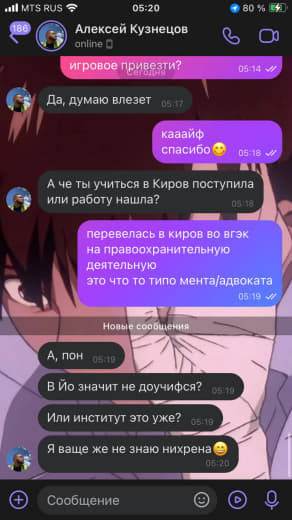 MTS RUS 05:20 80 %
186
Алексей Кузнецов
online
игровое привезти? 05:14
Сегодня
Да, думаю влезет 05:17
кааайф
спасибо😋 05:18
А че ты учиться в Киров поступила
или работу нашла? 05:18
перевелась в киров во вгэк
на правоохранительную
деятельную
это что то типо мента/адвоката
05:19
Новые сообщения
А, пон 05:19
В Йо значит не доучифся? 05:19
Или институт это уже? 05:19
Я ваще же не знаю нихрена😄
05:20
Сообщение